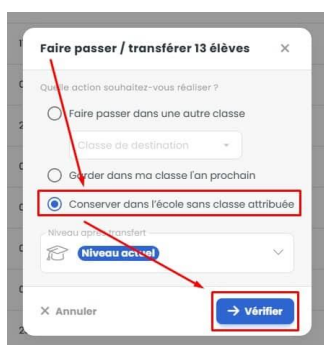 Faire passer / transférer 13 élèves
Quelle action souhaitez-vous réaliser ?
Faire passer dans une autre classe
Classe de destination
Garder dans ma classe l'an prochain
Conserver dans l'école sans classe attribuée
Niveau après transfert
Niveau actuel
× Annuler
→ Vérifier